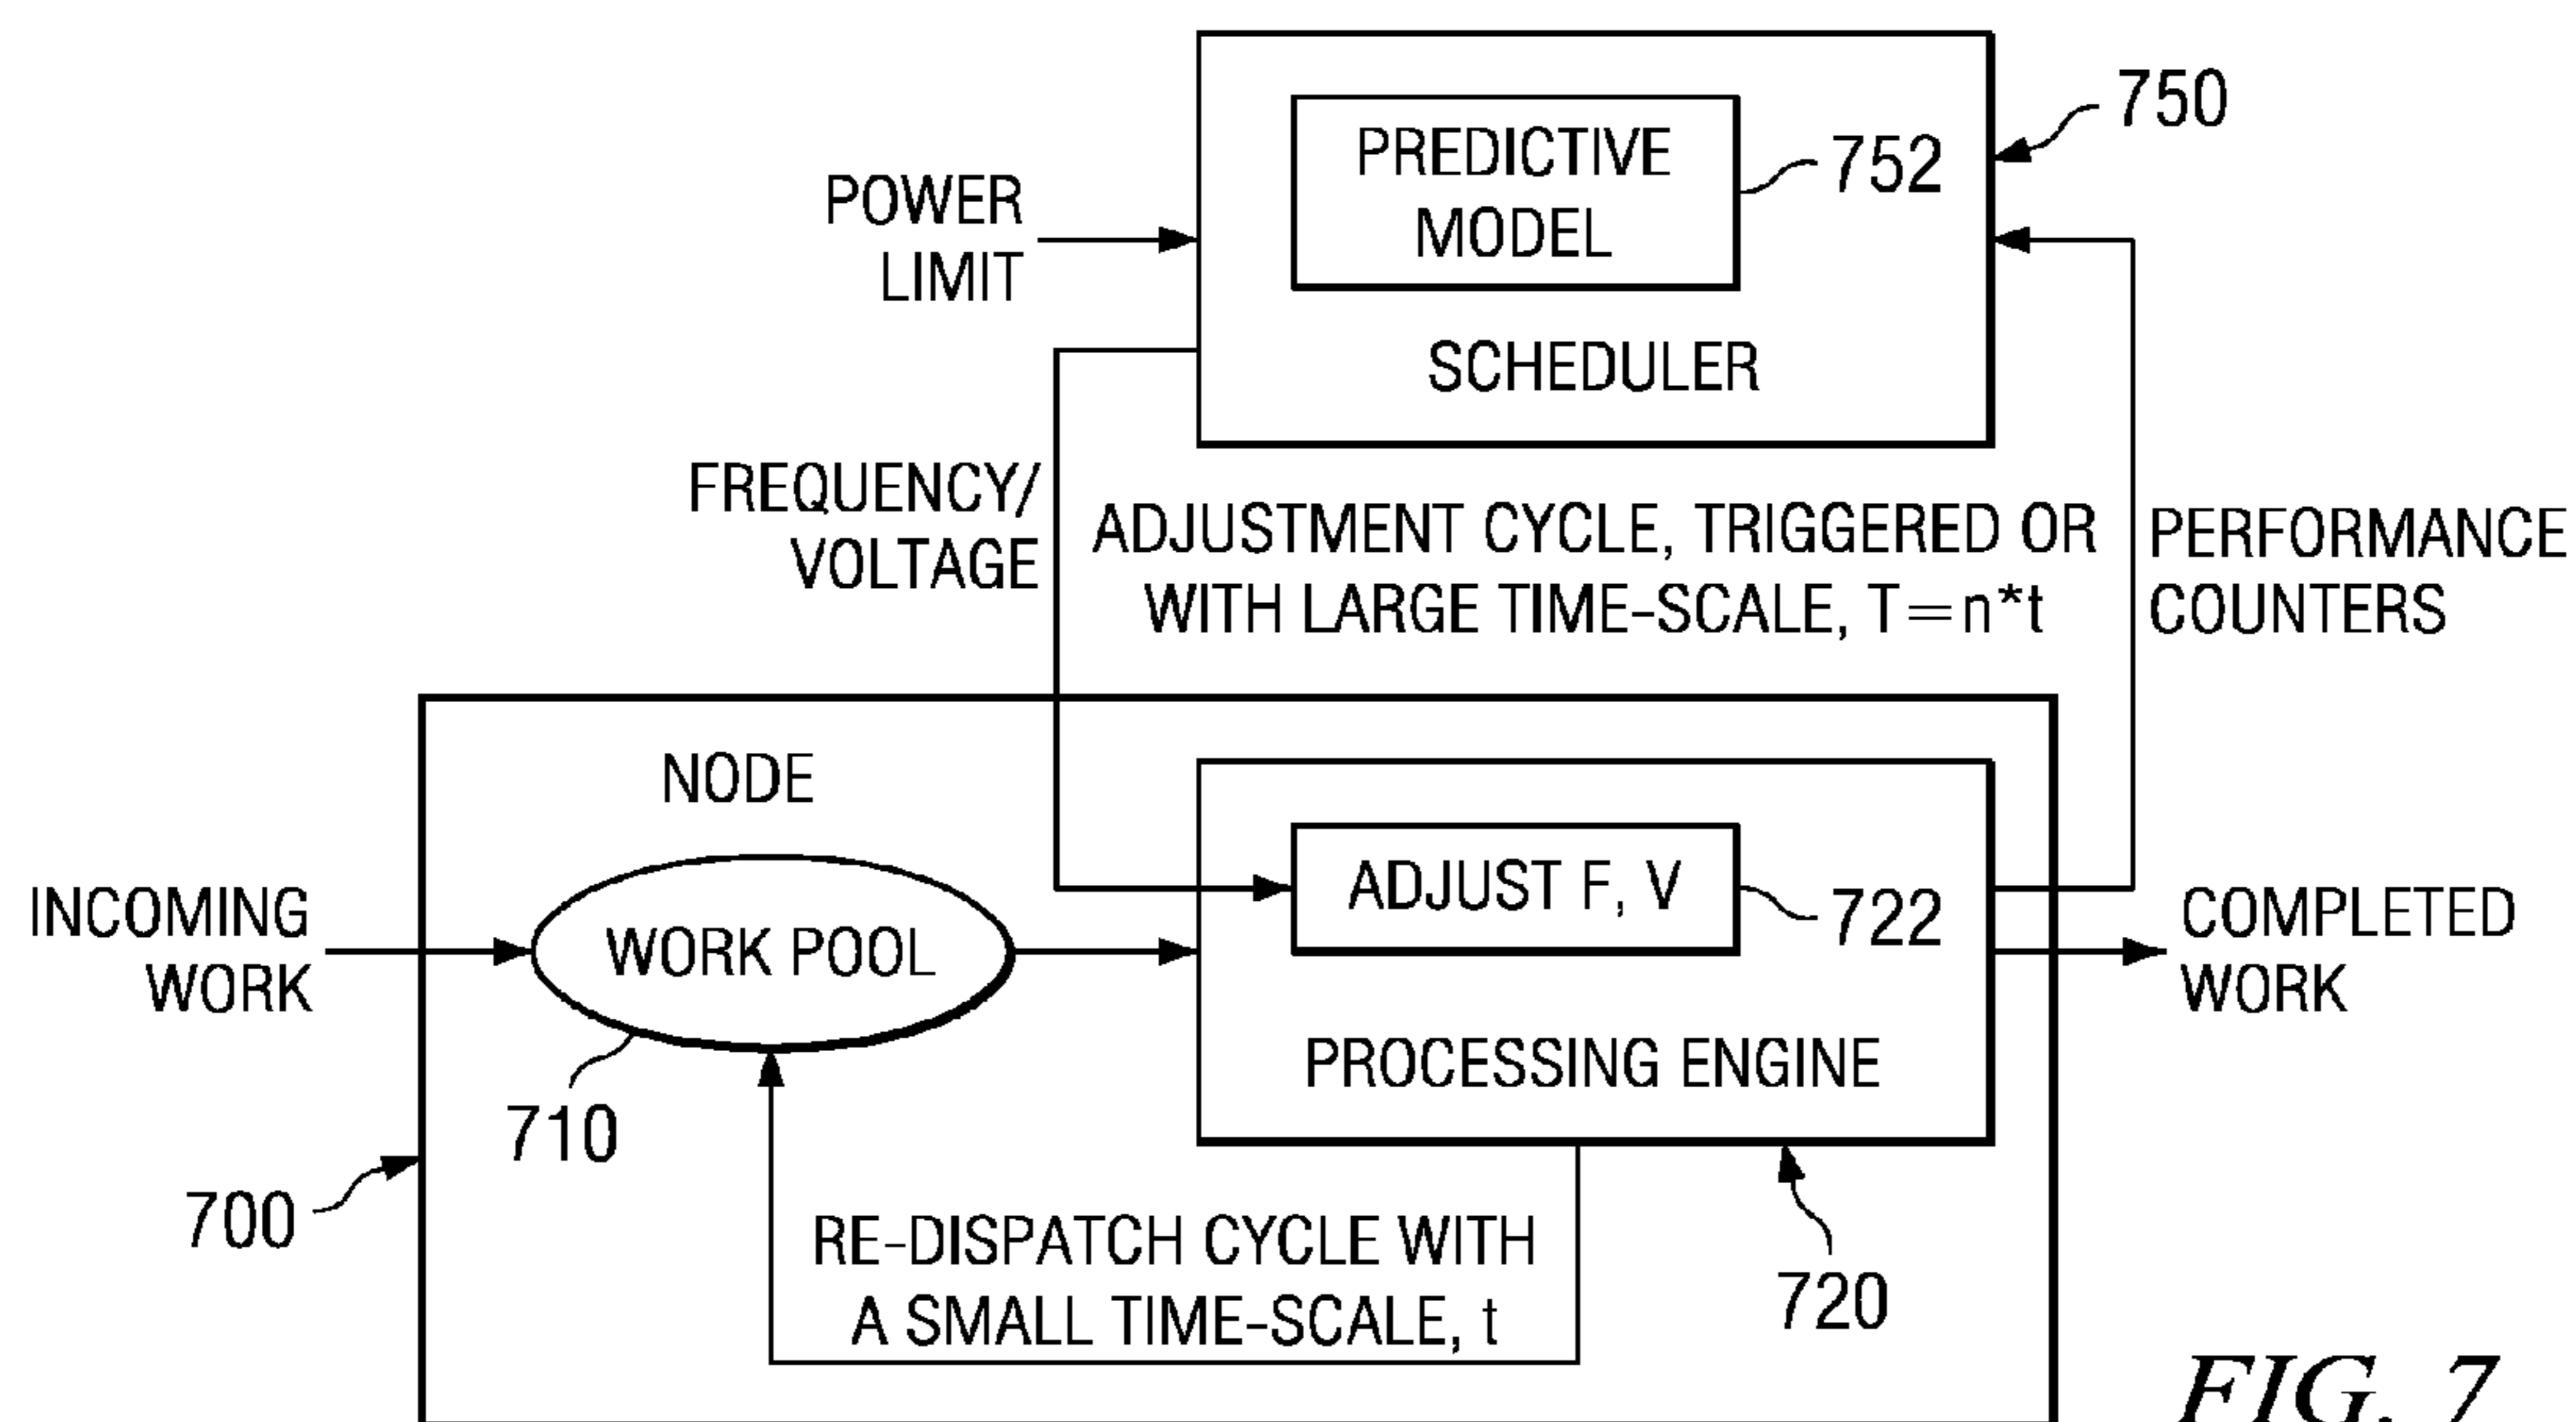 750
PREDICTIVE
MODEL
752
POWER
LIMIT
SCHEDULER
FREQUENCY/
VOLTAGE
ADJUSTMENT CYCLE, TRIGGERED OR
WITH LARGE TIME-SCALE, T=n*t
PERFORMANCE
COUNTERS
NODE
INCOMING
WORK
WORK POOL
ADJUST F, V
722
COMPLETED
WORK
PROCESSING ENGINE
710
700
RE-DISPATCH CYCLE WITH
A SMALL TIME-SCALE, t
720
FIG. 7